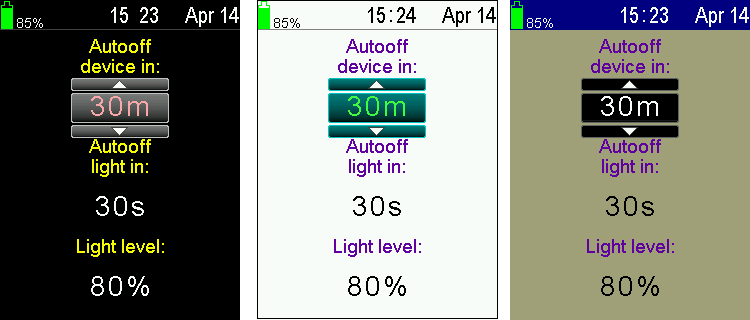 85% 15 23 Apr 14
Autooff
device in:
30m
Autooff
light in:
30s
Light level:
80%
85% 15:24 Apr 14
Autooff
device in:
30m
Autooff
light in:
30s
Light level:
80%
85% 15:23 Apr 14
Autooff
device in:
30m
Autooff
light in:
30s
Light level:
80%